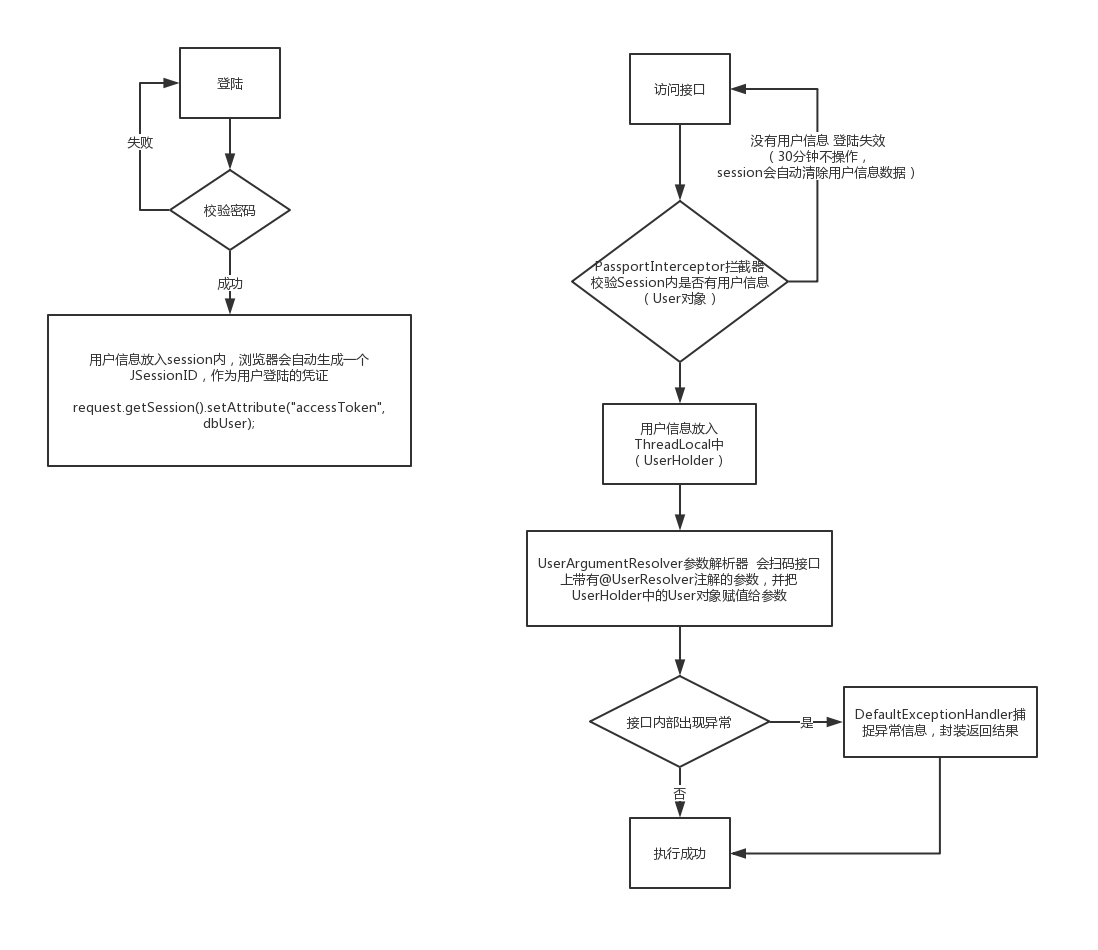 登陆
失败
校验密码
成功
用户信息放入session内，浏览器会自动生成一个
JSessionID，作为用户登陆的凭证
request.getSession().setAttribute("accessToken",
dbUser);
访问接口
没有用户信息 登陆失效
（30分钟不操作，
session会自动清除用户信息数据）
PassportInterceptor拦截器
校验Session内是否有用户信息
（User对象）
用户信息放入
ThreadLocal中
（UserHolder）
UserArgumentResolver参数解析器 会扫码接口
上带有@UserResolver注解的参数，并把
UserHolder中的User对象赋值给参数
接口内部出现异常
是
DefaultExceptionHandler捕
捉异常信息，封装返回结果
否
执行成功